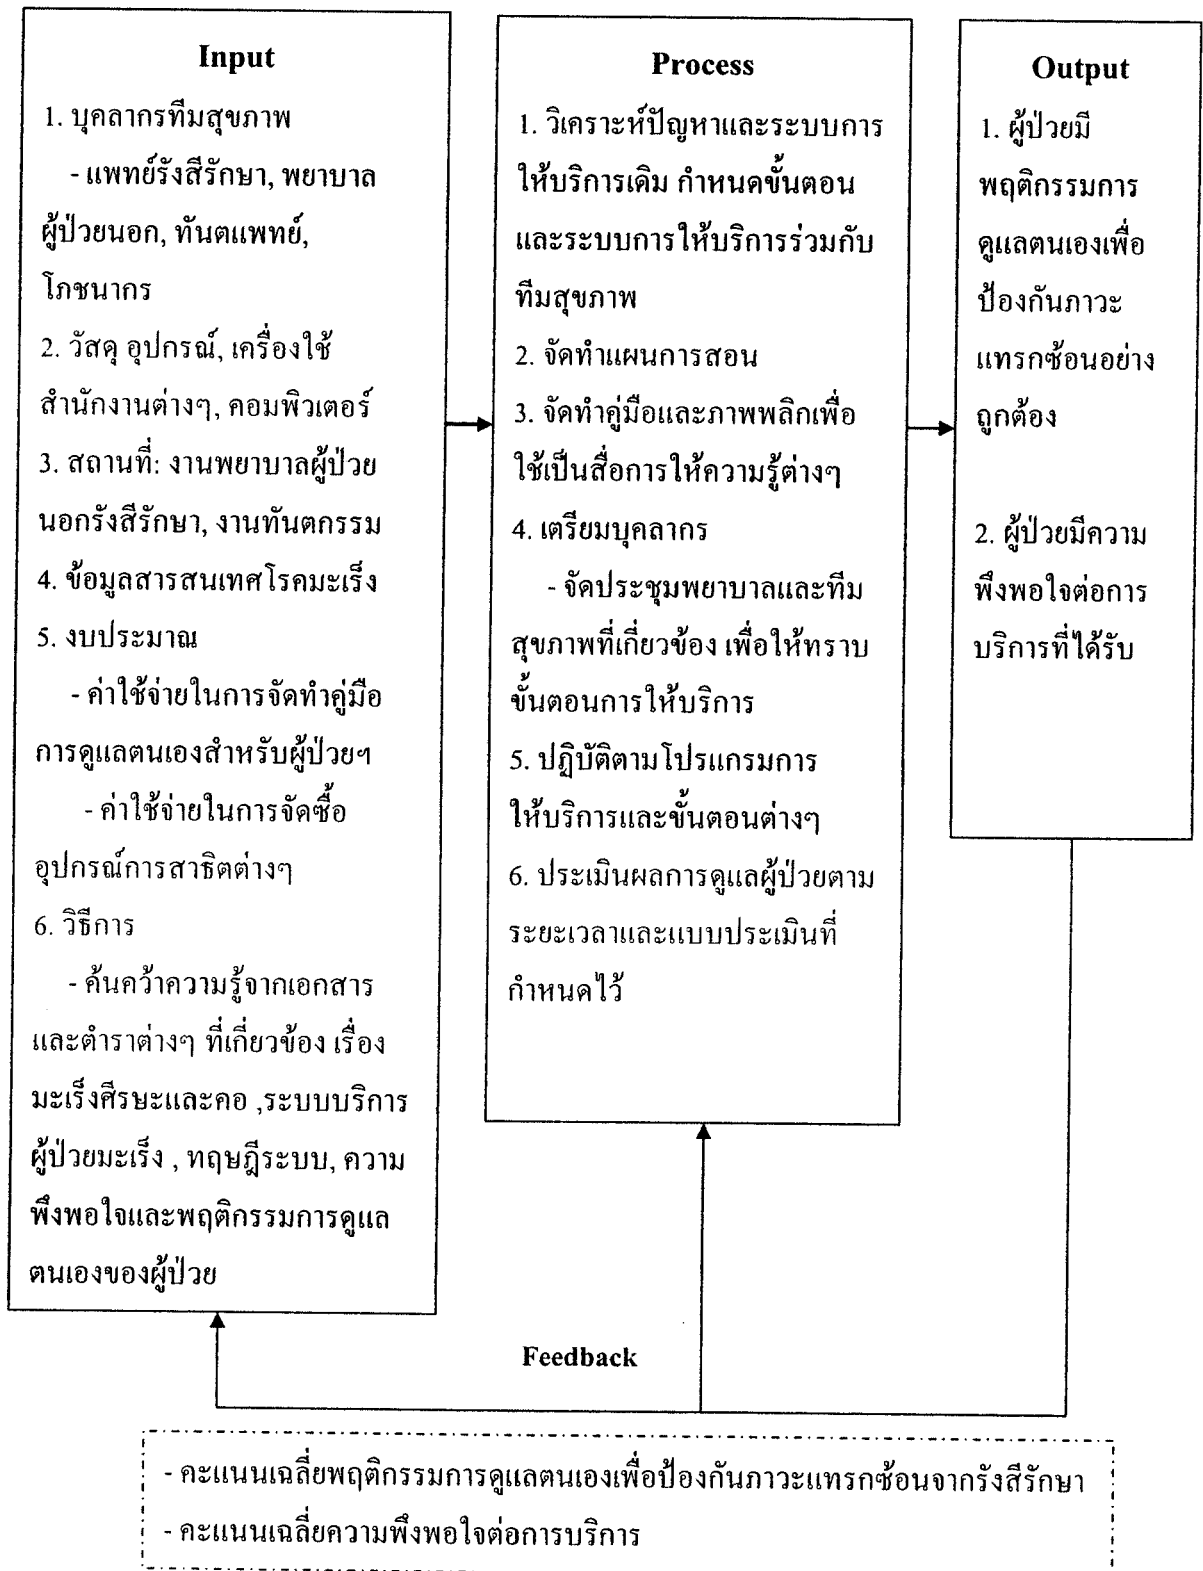 Input
1. บุคลากรทีมสุขภาพ
- แพทย์รังสีรักษา, พยาบาล
ผู้ป่วยนอก, ทันตแพทย์,
โภชนากร
2. วัสดุ อุปกรณ์, เครื่องใช้
สำนักงานต่างๆ, คอมพิวเตอร์
3. สถานที่: งานพยาบาลผู้ป่วย
นอกรังสีรักษา, งานทันตกรรม
4. ข้อมูลสารสนเทศโรคมะเร็ง
5. งบประมาณ
- ค่าใช้จ่ายในการจัดทำคู่มือ
การดูแลตนเองสำหรับผู้ป่วยฯ
- ค่าใช้จ่ายในการจัดซื้อ
อุปกรณ์การสาธิตต่างๆ
6. วิธีการ
- ค้นคว้าความรู้จากเอกสาร
และตำราต่างๆ ที่เกี่ยวข้อง เรื่อง
มะเร็งศีรษะและคอ ,ระบบบริการ
ผู้ป่วยมะเร็ง , ทฤษฎีระบบ, ความ
พึงพอใจและพฤติกรรมการดูแล
ตนเองของผู้ป่วย
Process
1. วิเคราะห์ปัญหาและระบบการ
ให้บริการเดิม กำหนดขั้นตอน
และระบบการให้บริการร่วมกับ
ทีมสุขภาพ
2. จัดทำแผนการสอน
3. จัดทำคู่มือและภาพพลิกเพื่อ
ใช้เป็นสื่อการให้ความรู้ต่างๆ
4. เตรียมบุคลากร
- จัดประชุมพยาบาลและทีม
สุขภาพที่เกี่ยวข้อง เพื่อให้ทราบ
ขั้นตอนการให้บริการ
5. ปฏิบัติตามโปรแกรมการ
ให้บริการและขั้นตอนต่างๆ
6. ประเมินผลการดูแลผู้ป่วยตาม
ระยะเวลาและแบบประเมินที่
กำหนดไว้
Output
1. ผู้ป่วยมี
พฤติกรรมการ
ดูแลตนเองเพื่อ
ป้องกันภาวะ
แทรกซ้อนอย่าง
ถูกต้อง
2. ผู้ป่วยมีความ
พึงพอใจต่อการ
บริการที่ได้รับ
Feedback
- คะแนนเฉลี่ยพฤติกรรมการดูแลตนเองเพื่อป้องกันภาวะแทรกซ้อนจากรังสีรักษา
- คะแนนเฉลี่ยความพึงพอใจต่อการบริการ